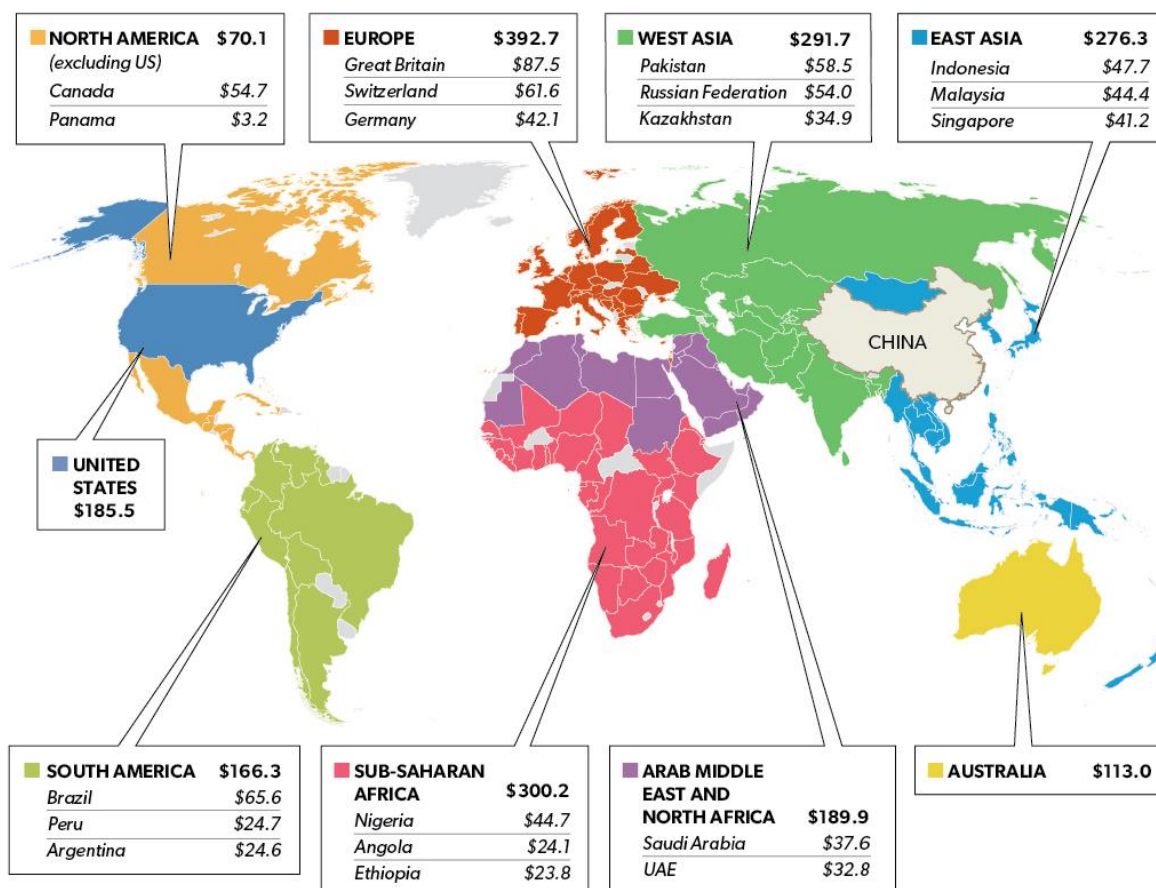 NORTH AMERICA $70.1
(excluding US)
Canada $54.7
Panama $3.2
EUROPE $392.7
Great Britain $87.5
Switzerland $61.6
Germany $42.1
WEST ASIA $291.7
Pakistan $58.5
Russian Federation $54.0
Kazakhstan $34.9
EAST ASIA $276.3
Indonesia $47.7
Malaysia $44.4
Singapore $41.2
CHINA
UNITED
STATES
$185.5
SOUTH AMERICA $166.3
Brazil $65.6
Peru $24.7
Argentina $24.6
SUB-SAHARAN
AFRICA $300.2
Nigeria $44.7
Angola $24.1
Ethiopia $23.8
ARAB MIDDLE
EAST AND
NORTH AFRICA $189.9
Saudi Arabia $37.6
UAE $32.8
AUSTRALIA $113.0